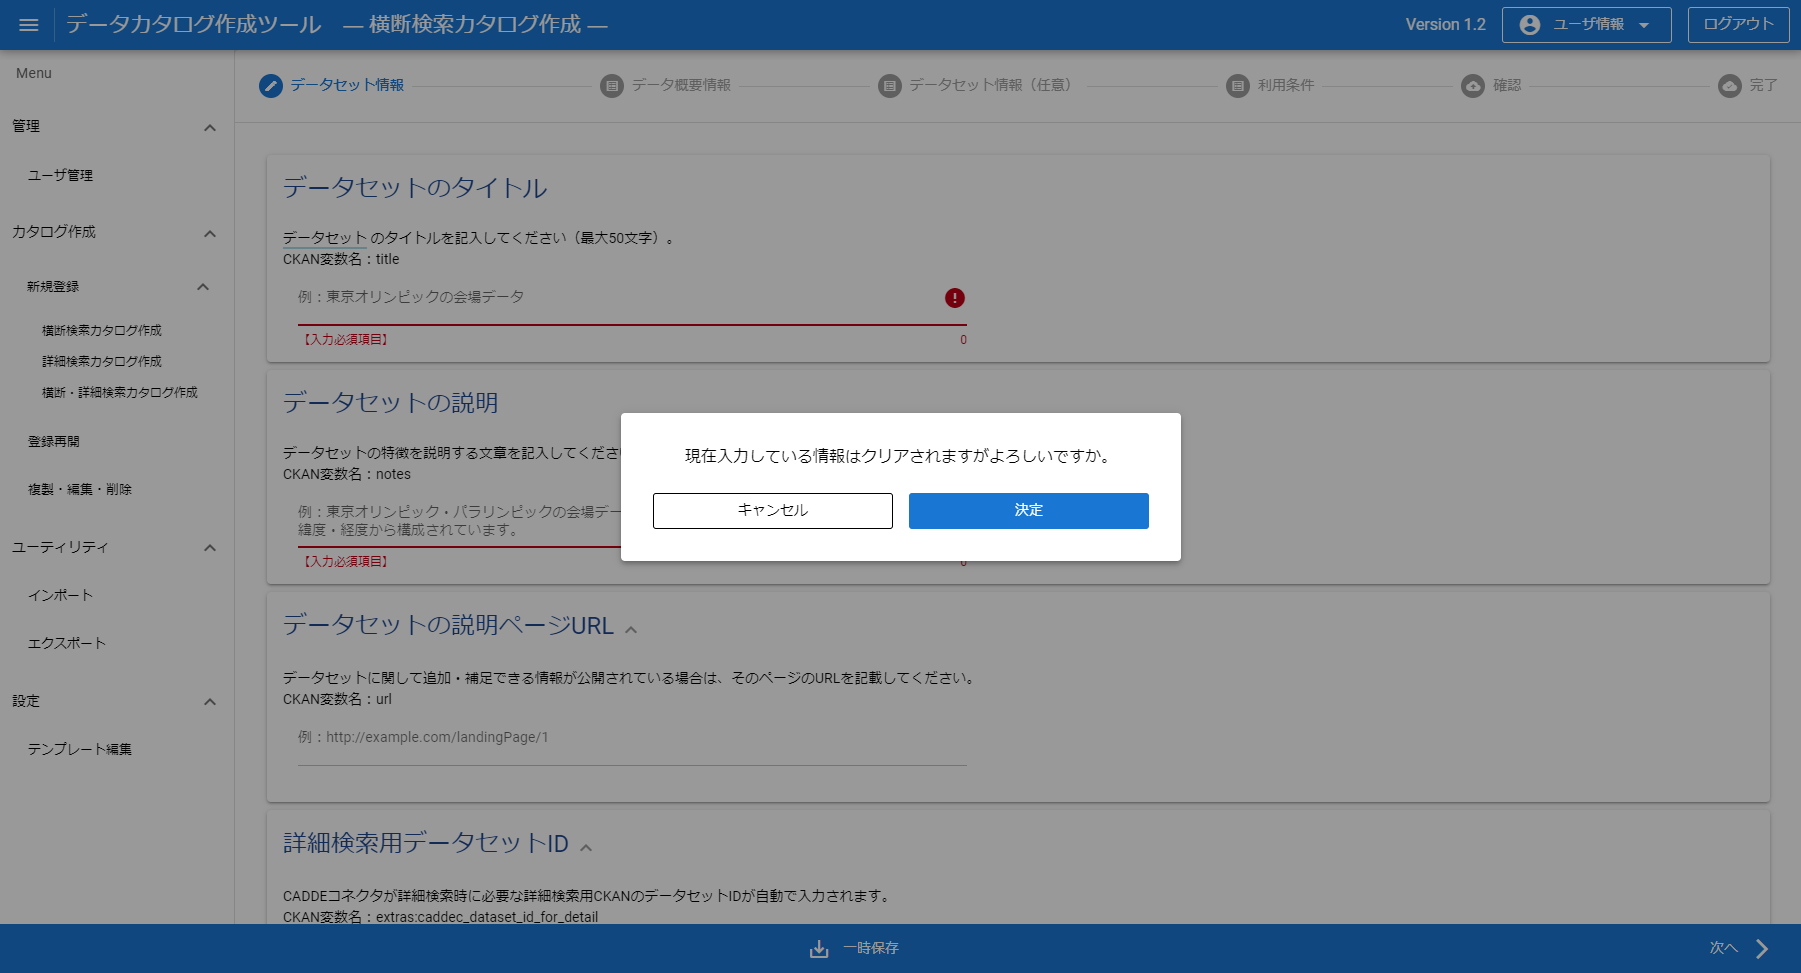 データカタログ作成ツール ― 横断検索カタログ作成 ―
Version 1.2
ユーザ情報
ログアウト
Menu
管理
ユーザ管理
カタログ作成
新規登録
横断検索カタログ作成
詳細検索カタログ作成
横断・詳細検索カタログ作成
登録再開
複製・編集・削除
ユーティリティ
インポート
エクスポート
設定
テンプレート編集
データセット情報
データ概要情報
データセット情報（任意）
利用条件
確認
完了
データセットのタイトル
データセット のタイトルを記入してください（最大50文字）。
CKAN変数名：title
例：東京オリンピックの会場データ
【入力必須項目】 0
データセットの説明
データセットの特徴を説明する文章を記入してくださ
CKAN変数名：notes
例：東京オリンピック・パラリンピックの会場デー
緯度・経度から構成されています。
【入力必須項目】 0
現在入力している情報はクリアされますがよろしいですか。
キャンセル
決定
データセットの説明ページURL
データセットに関して追加・補足できる情報が公開されている場合は、そのページのURLを記載してください。
CKAN変数名：url
例：http://example.com/landingPage/1
詳細検索用データセットID
CADDEコネクタが詳細検索時に必要な詳細検索用CKANのデータセットIDが自動で入力されます。
CKAN変数名：extras:caddec_dataset_id_for_detail
一時保存
次へ